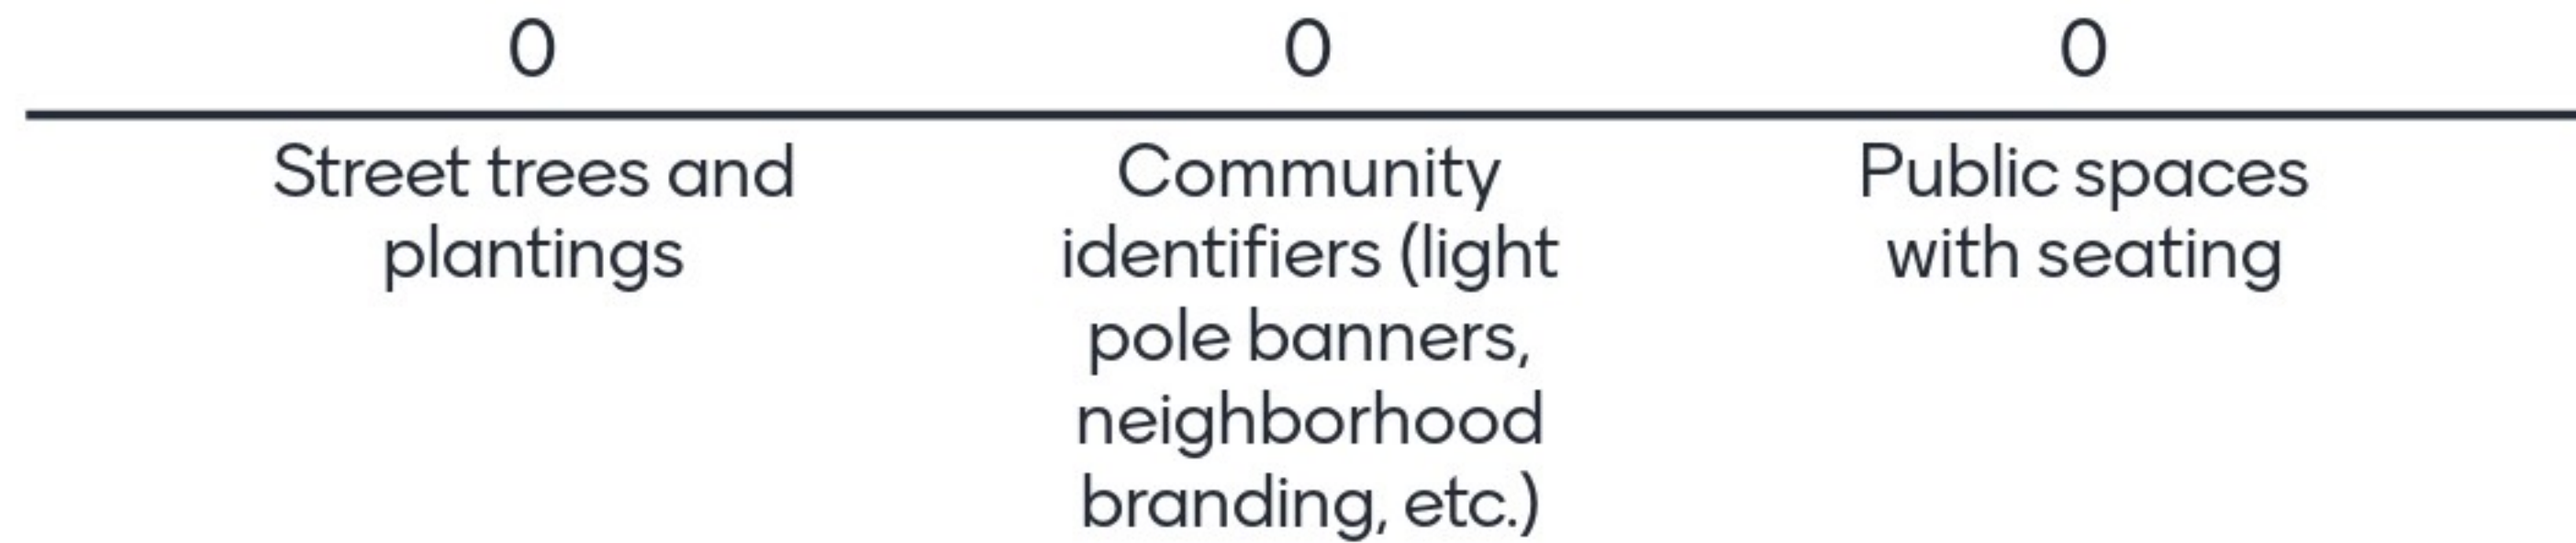 0 0 0
Street trees and Community Public spaces
plantings identifiers (light with seating
pole banners,
neighborhood
branding, etc.)